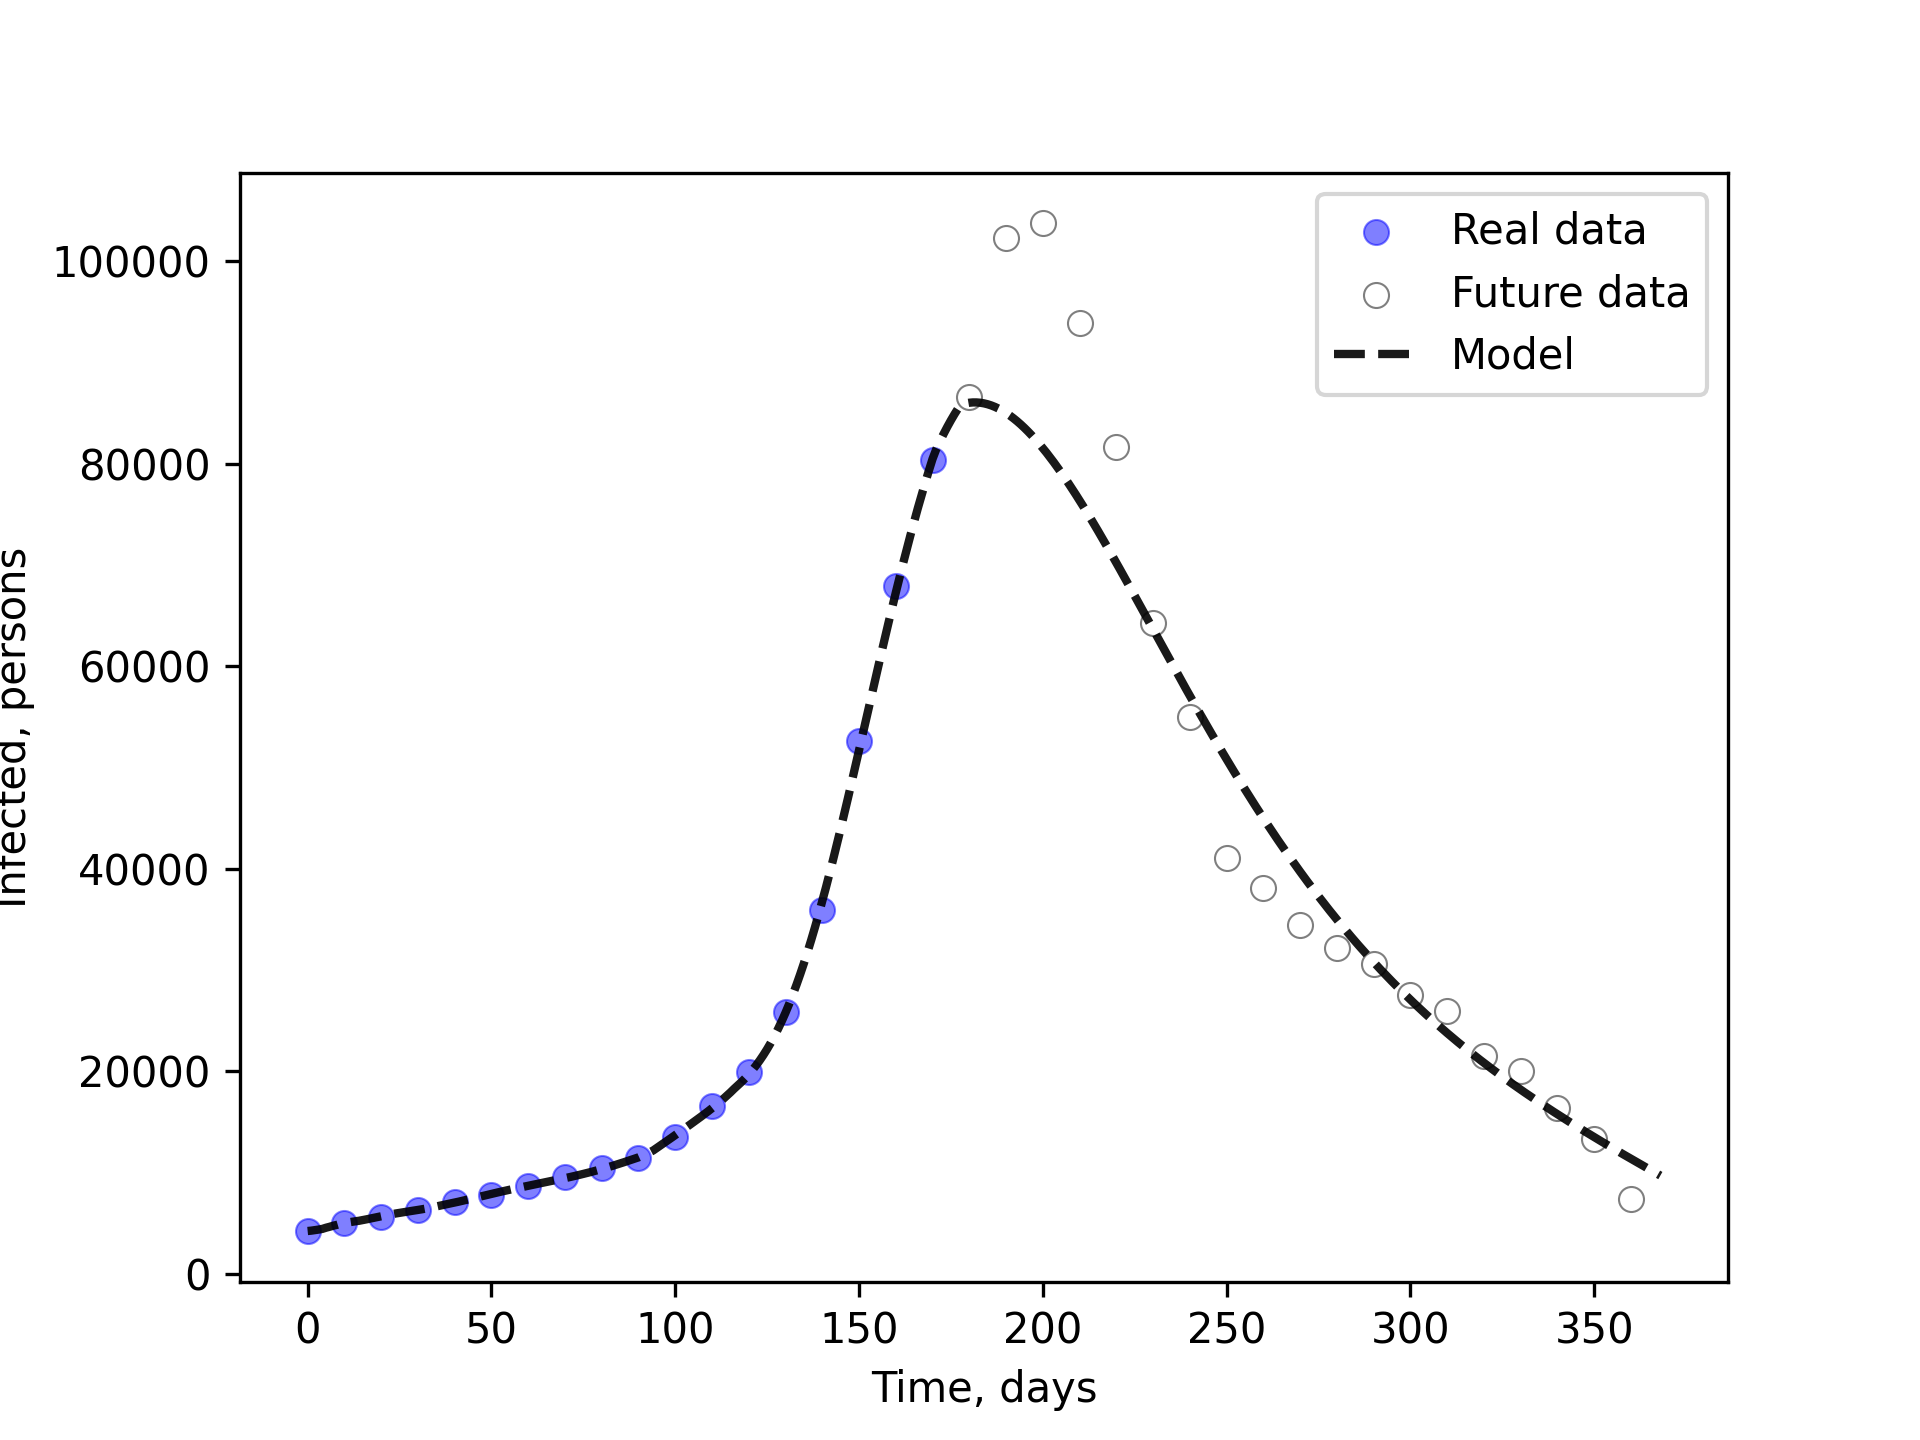 Real data
Future data
Model
100000
80000
60000
40000
20000
0
Infected, persons
0 50 100 150 200 250 300 350
Time, days